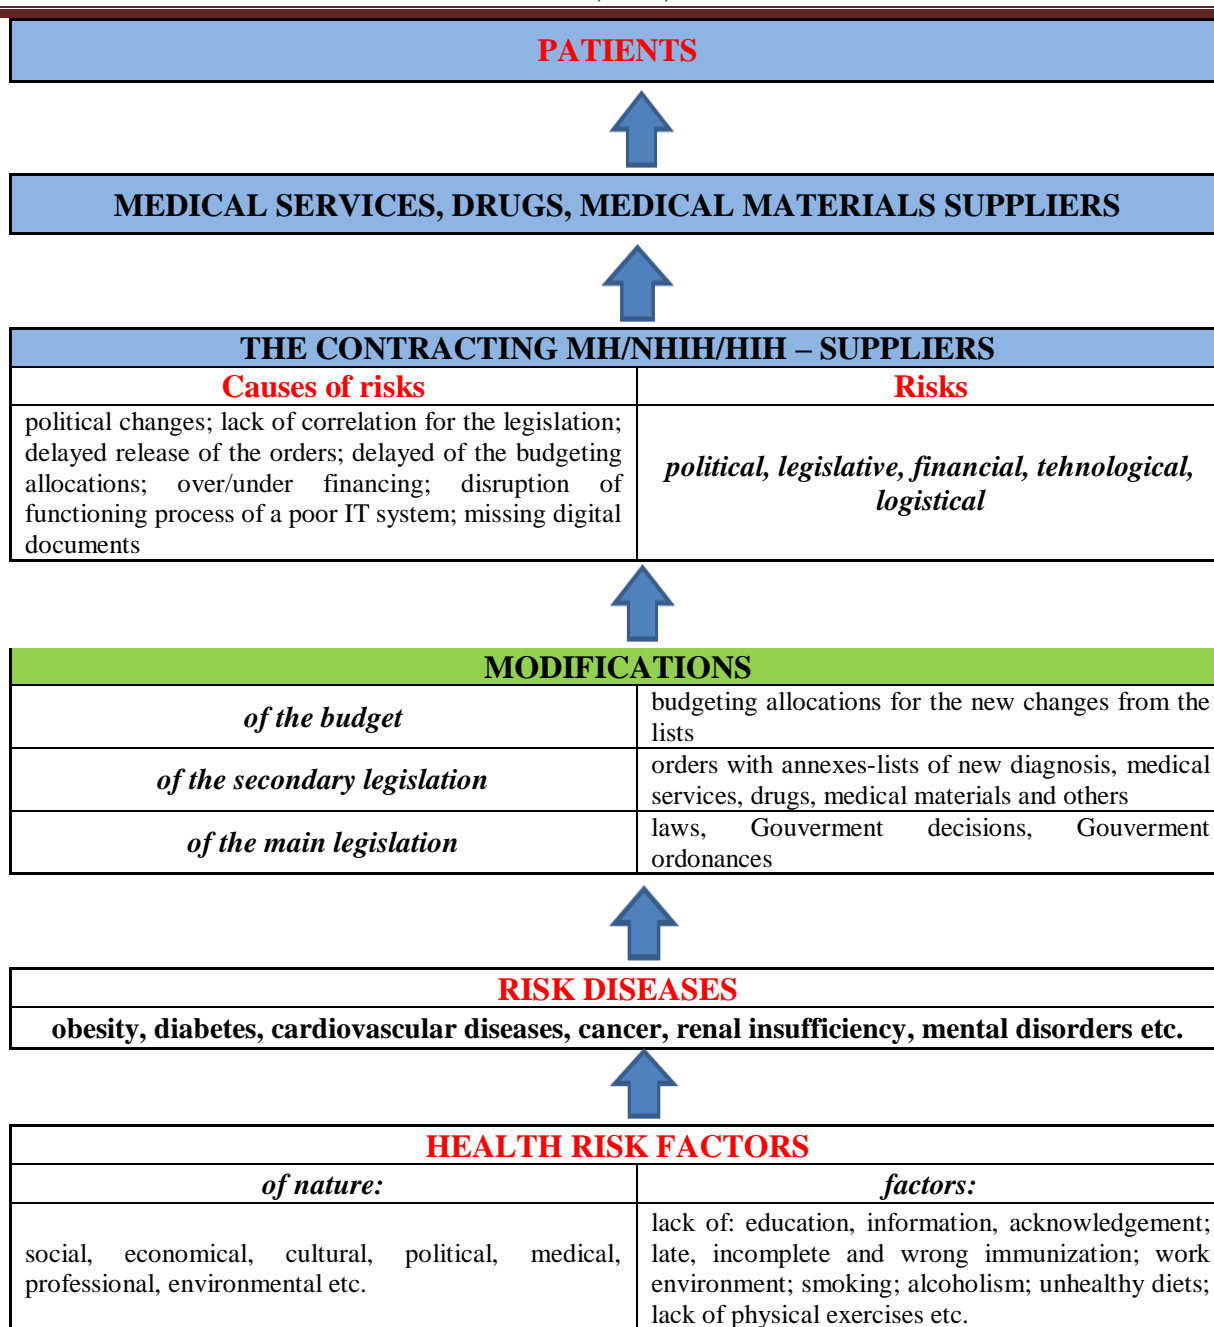 PATIENTS
MEDICAL SERVICES, DRUGS, MEDICAL MATERIALS SUPPLIERS
THE CONTRACTING MH/NHIH/HIH – SUPPLIERS
Causes of risks
Risks
political changes; lack of correlation for the legislation;
delayed release of the orders; delayed of the budgeting
allocations; over/under financing; disruption of
functioning process of a poor IT system; missing digital
documents
political, legislative, financial, tehnological,
logistical
MODIFICATIONS
of the budget
budgeting allocations for the new changes from the
lists
of the secondary legislation
orders with annexes-lists of new diagnosis, medical
services, drugs, medical materials and others
of the main legislation
laws, Gouverment decisions, Gouverment
ordonances
RISK DISEASES
obesity, diabetes, cardiovascular diseases, cancer, renal insufficiency, mental disorders etc.
HEALTH RISK FACTORS
of nature:
factors:
social, economical, cultural, political, medical,
professional, environmental etc.
lack of: education, information, acknowledgement;
late, incomplete and wrong immunization; work
environment; smoking; alcoholism; unhealthy diets;
lack of physical exercises etc.